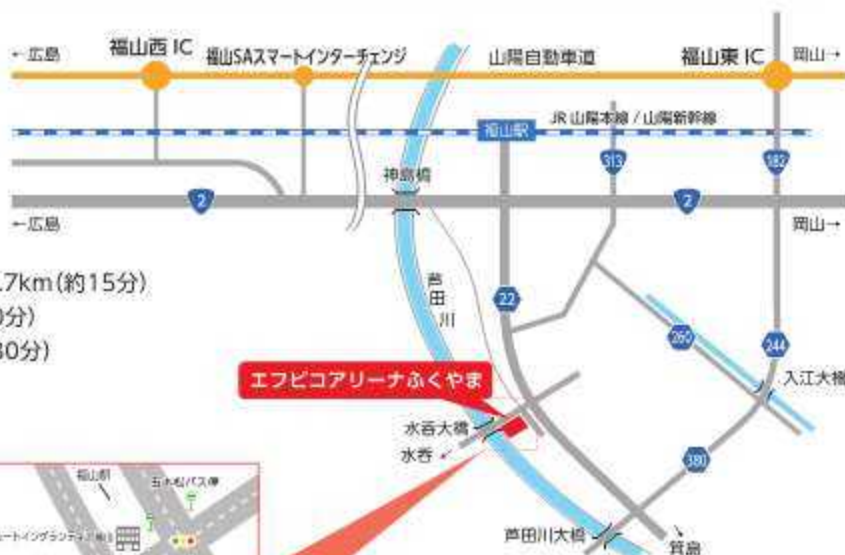 ←広島
福山西 IC
福山SAスマートインターチェンジ
山陽自動車道
福山東 IC
岡山→
福山駅
JR 山陽本線 / 山陽新幹線
313
182
神島橋
2
2
←広島
岡山→
.7km(約15分)
0分)
30分)
芦田川
22
260
244
エフピコアリーナふくやま
入江大橋
水呑大橋
水呑
380
福山駅
五本松バス停
芦田川大橋
箕島